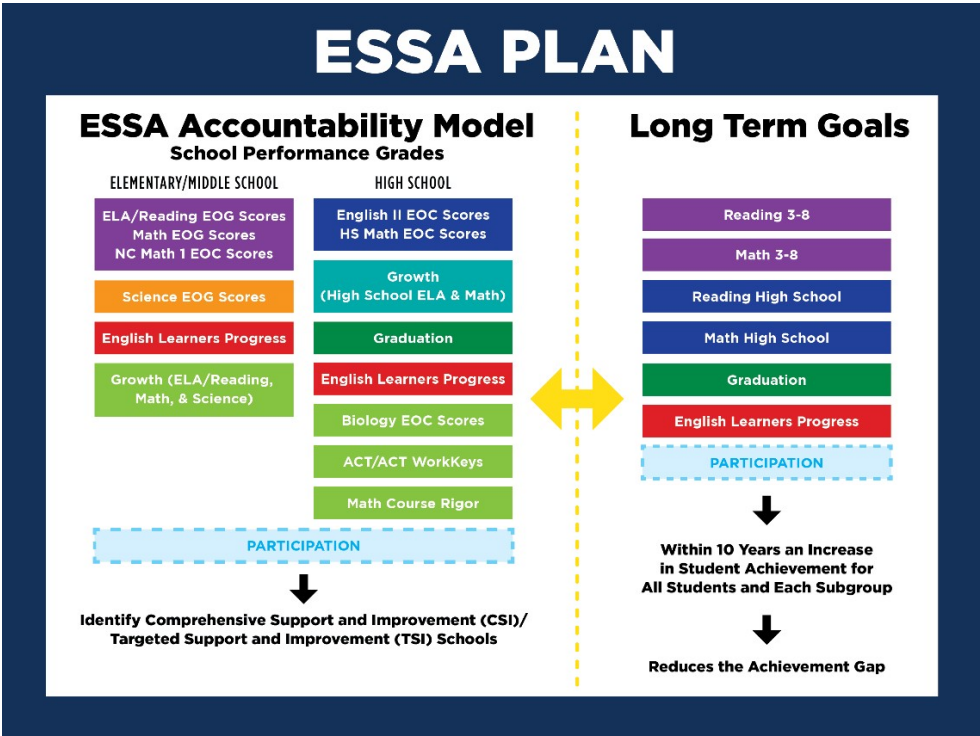 ESSA PLAN
ESSA Accountability Model
School Performance Grades
ELEMENTARY/MIDDLE SCHOOL
ELA/Reading EOG Scores
Math EOG Scores
NC Math 1 EOC Scores
Science EOG Scores
English Learners Progress
Growth (ELA/Reading,
Math, & Science)
HIGH SCHOOL
English II EOC Scores
HS Math EOC Scores
Growth
(High School ELA & Math)
Graduation
English Learners Progress
Biology EOC Scores
ACT/ACT WorkKeys
Math Course Rigor
PARTICIPATION
Identify Comprehensive Support and Improvement (CSI)/
Targeted Support and Improvement (TSI) Schools
Long Term Goals
Reading 3-8
Math 3-8
Reading High School
Math High School
Graduation
English Learners Progress
PARTICIPATION
Within 10 Years an Increase
in Student Achievement for
All Students and Each Subgroup
Reduces the Achievement Gap